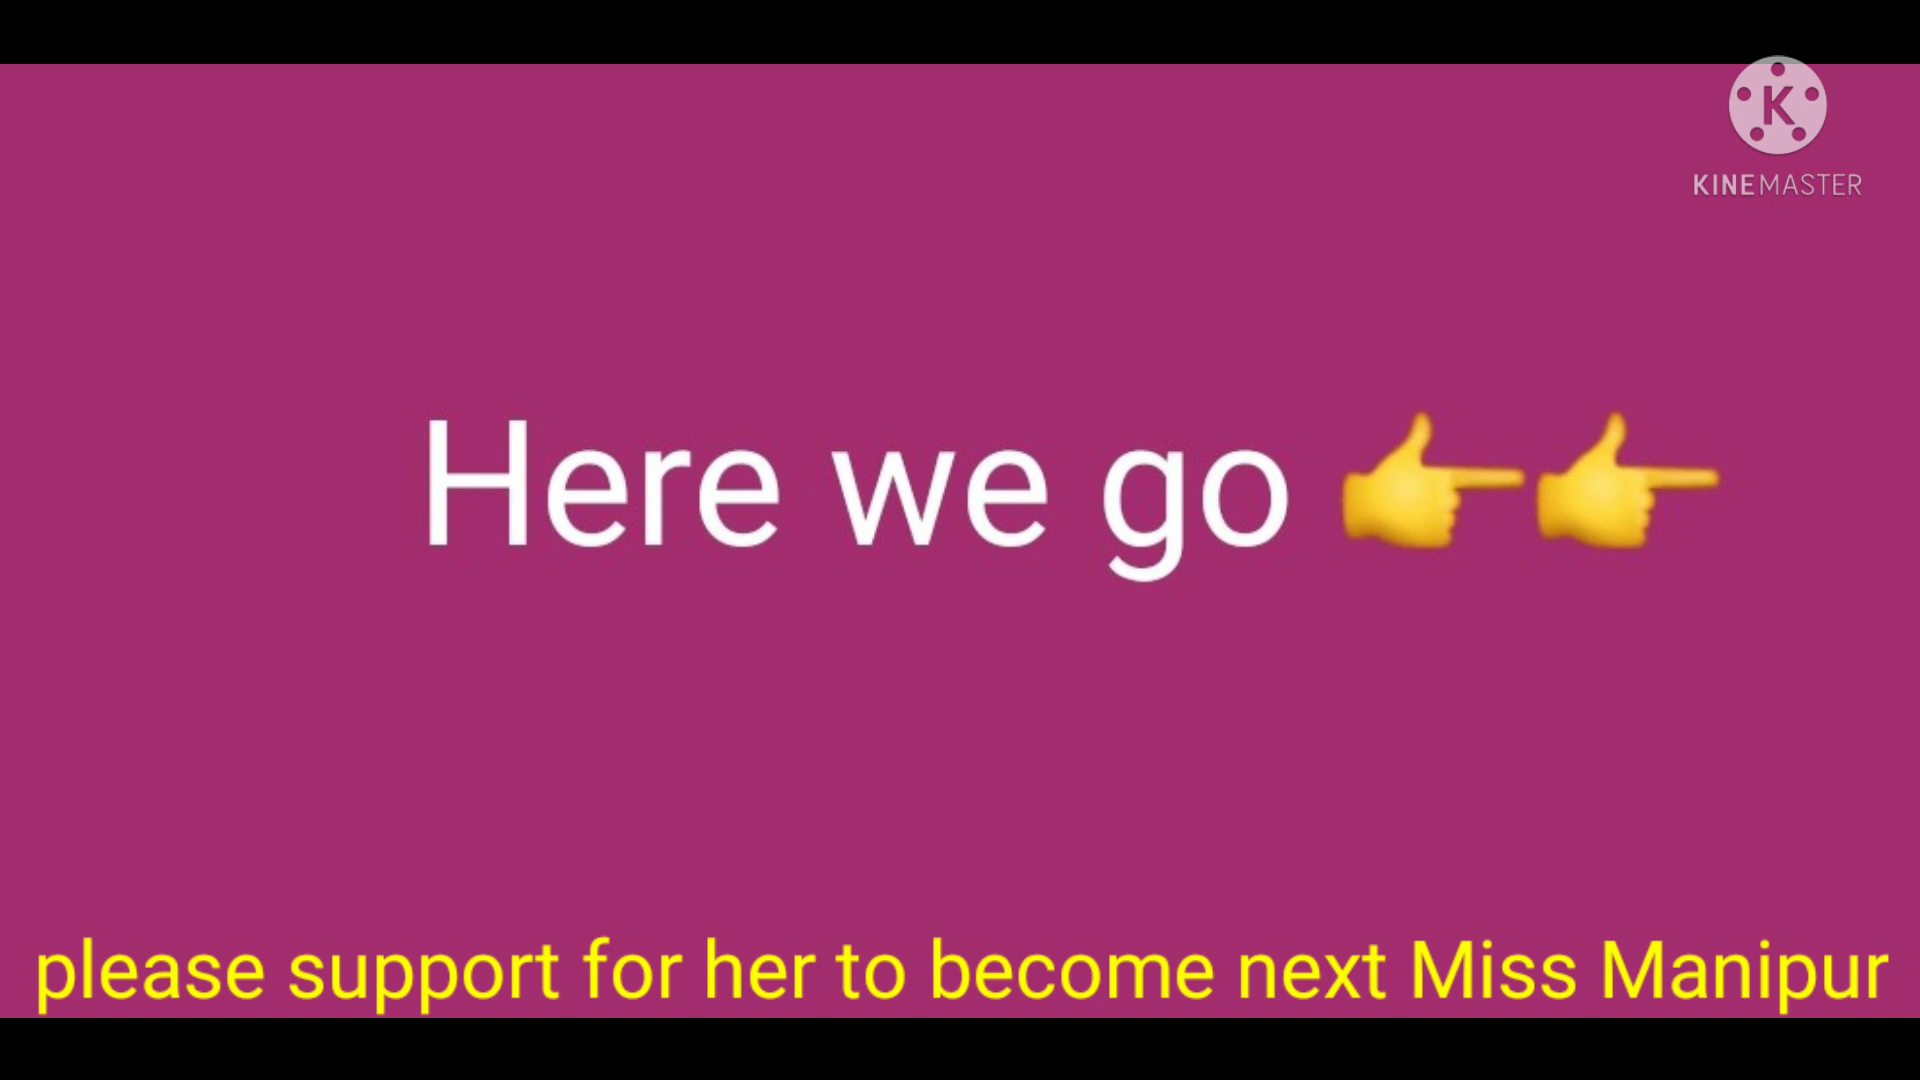 K
KINEMASTER
Here we go 👉👉
please support for her to become next Miss Manipur